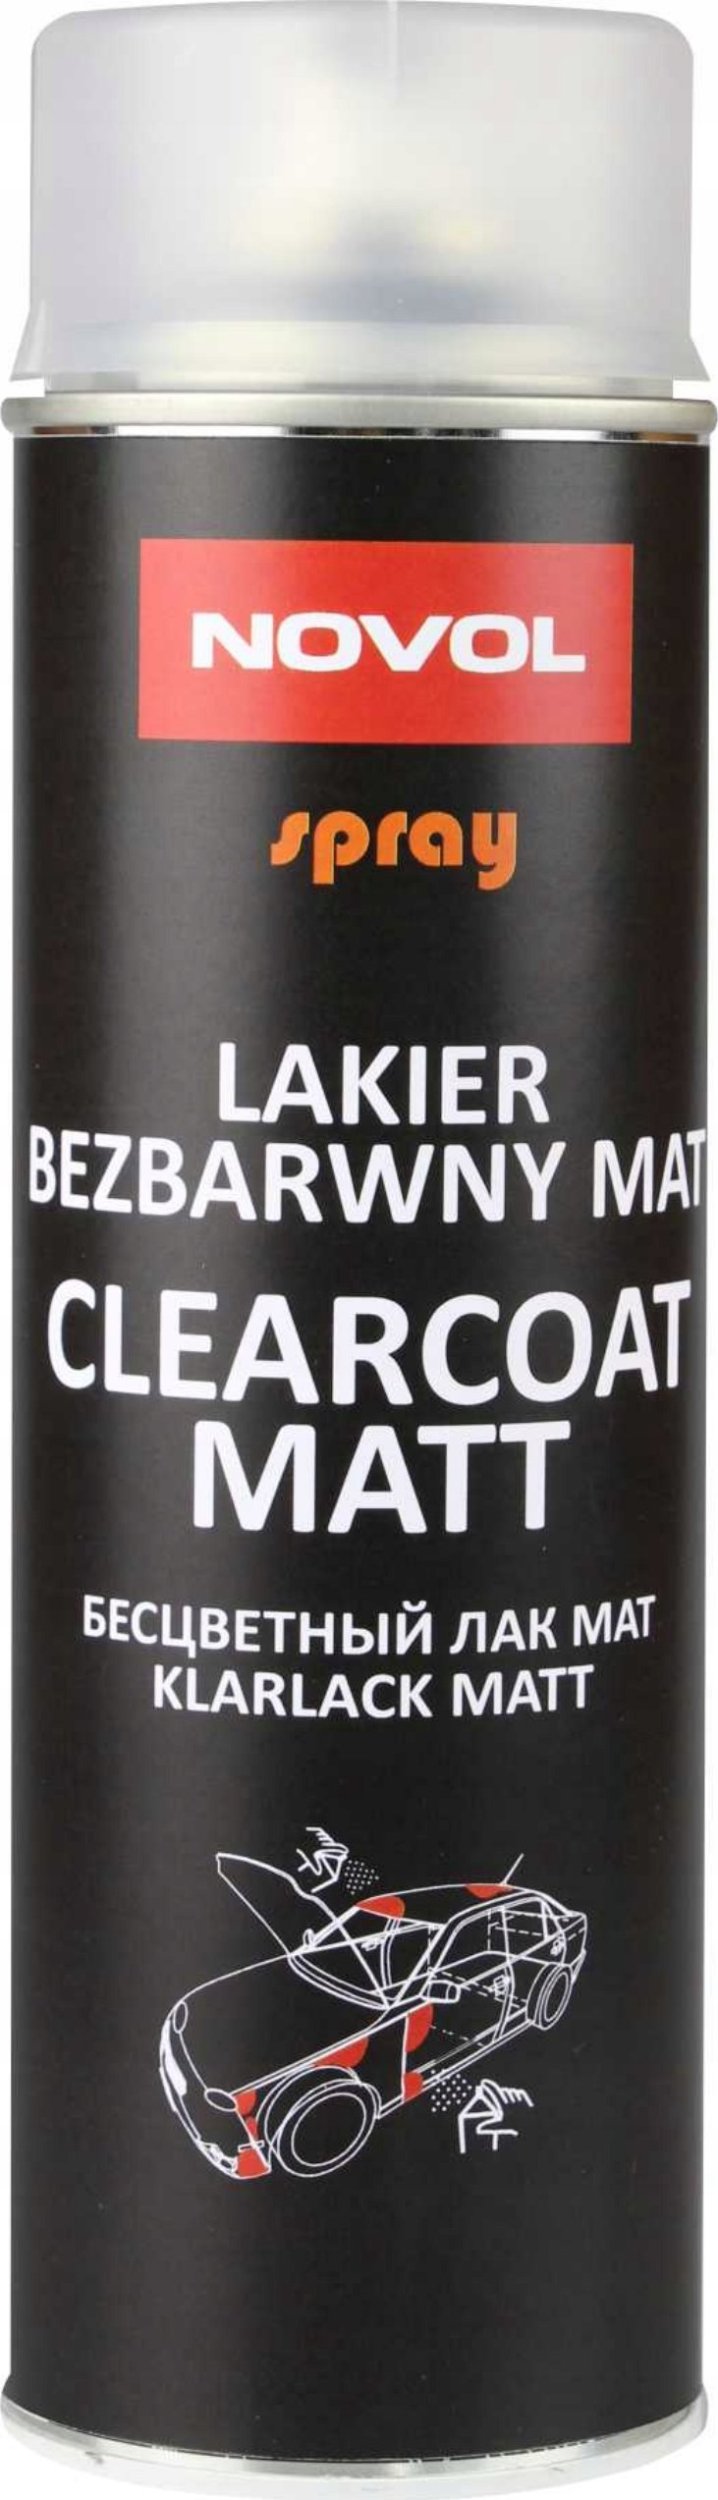 NOVOL
spray
LAKIER
BEZBARWNY MAT
CLEARCOAT
MATT
БЕСЦВЕТНЫЙ ЛАК МАТ
KLARLACK MATT